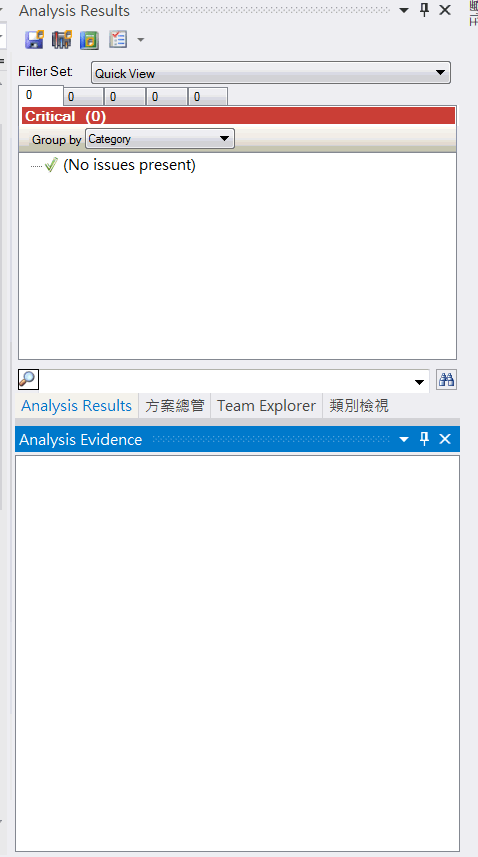 Analysis Results
Filter Set: Quick View
0 0 0 0 0
Critical (0)
Group by Category
(No issues present)
Analysis Results 方案總管 Team Explorer 類別檢視
Analysis Evidence